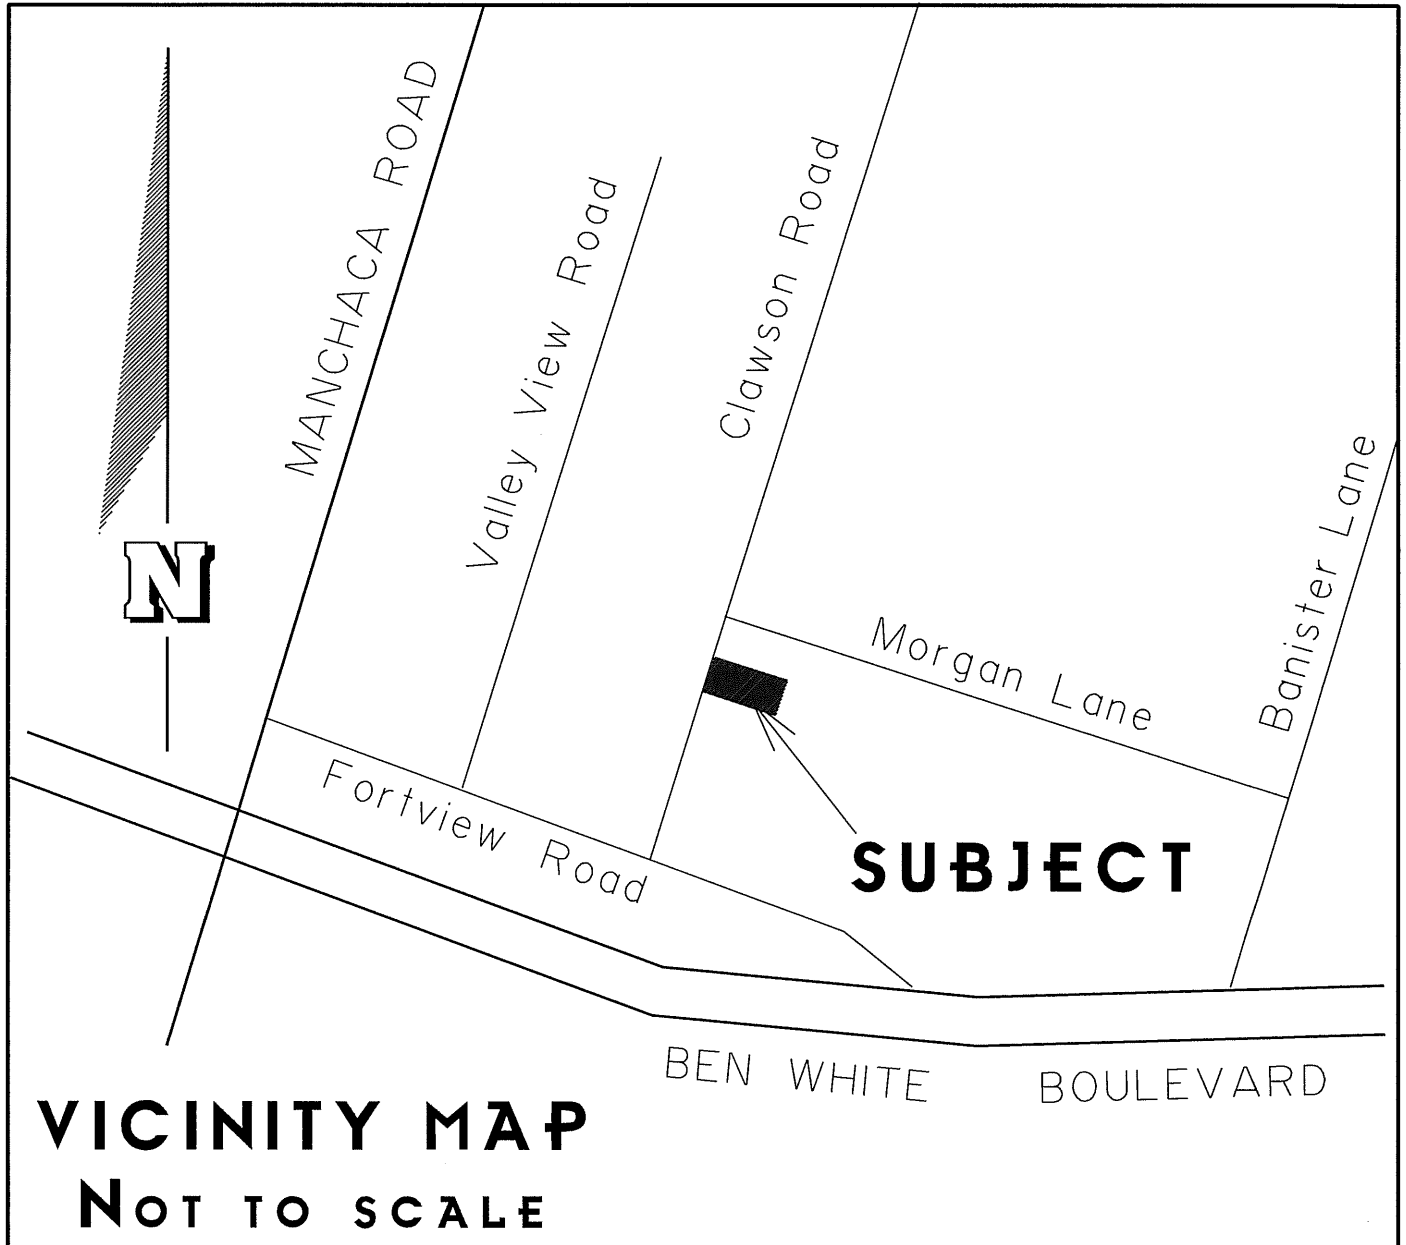 MANCHACA ROAD
Valley View Road
Clawson Road
Banister Lane
Morgan Lane
N
Fortview Road
SUBJECT
BEN WHITE BOULEVARD
VICINITY MAP
NOT TO SCALE